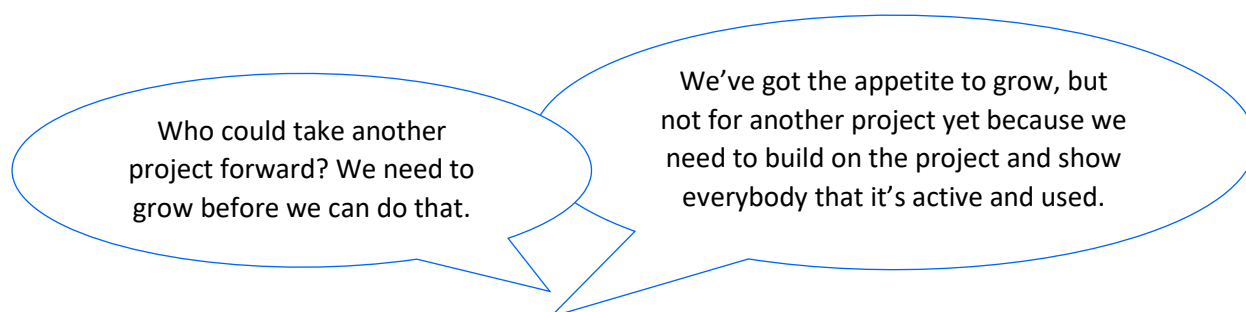 Who could take another
project forward? We need to
grow before we can do that.
We’ve got the appetite to grow, but
not for another project yet because we
need to build on the project and show
everybody that it’s active and used.